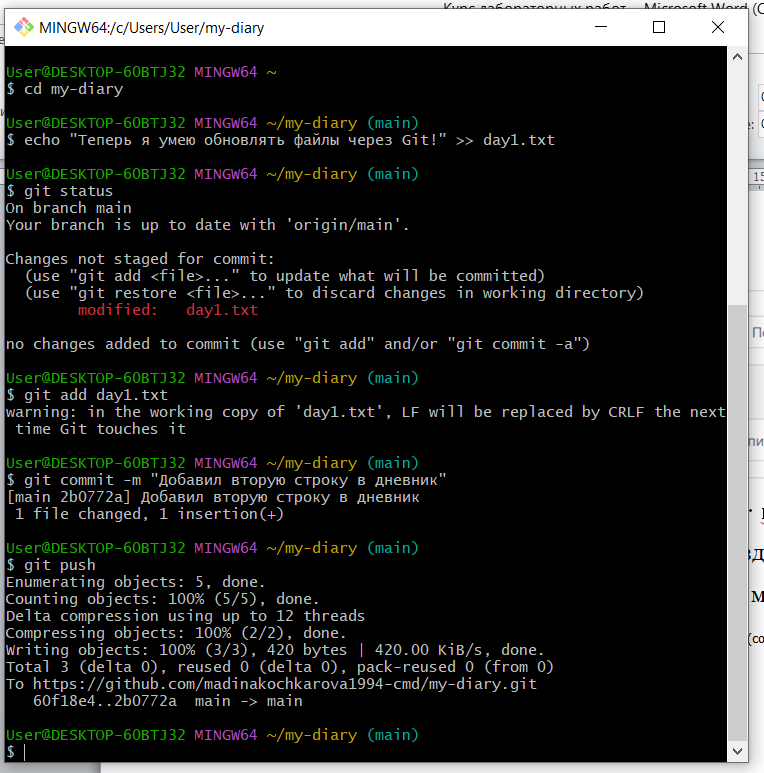 Курс лабораторных работ - Microsoft Word (С
MINGW64:/c/Users/User/my-diary
User@DESKTOP-6OBTJ32 MINGW64 ~
$ cd my-diary
User@DESKTOP-6OBTJ32 MINGW64 ~/my-diary (main)
$ echo "Теперь я умею обновлять файлы через Git!" >> day1.txt
User@DESKTOP-6OBTJ32 MINGW64 ~/my-diary (main)
$ git status
On branch main
Your branch is up to date with 'origin/main'.
Changes not staged for commit:
  (use "git add <file>..." to update what will be committed)
  (use "git restore <file>..." to discard changes in working directory)
        modified:   day1.txt
no changes added to commit (use "git add" and/or "git commit -a")
User@DESKTOP-6OBTJ32 MINGW64 ~/my-diary (main)
$ git add day1.txt
warning: in the working copy of 'day1.txt', LF will be replaced by CRLF the next
 time Git touches it
User@DESKTOP-6OBTJ32 MINGW64 ~/my-diary (main)
$ git commit -m "Добавил вторую строку в дневник"
[main 2b0772a] Добавил вторую строку в дневник
 1 file changed, 1 insertion(+)
User@DESKTOP-6OBTJ32 MINGW64 ~/my-diary (main)
$ git push
Enumerating objects: 5, done.
Counting objects: 100% (5/5), done.
Delta compression using up to 12 threads
Compressing objects: 100% (2/2), done.
Writing objects: 100% (3/3), 420 bytes | 420.00 KiB/s, done.
Total 3 (delta 0), reused 0 (delta 0), pack-reused 0 (from 0)
To https://github.com/madinakochkarova1994-cmd/my-diary.git
   60f18e4..2b0772a  main -> main
User@DESKTOP-6OBTJ32 MINGW64 ~/my-diary (main)
$